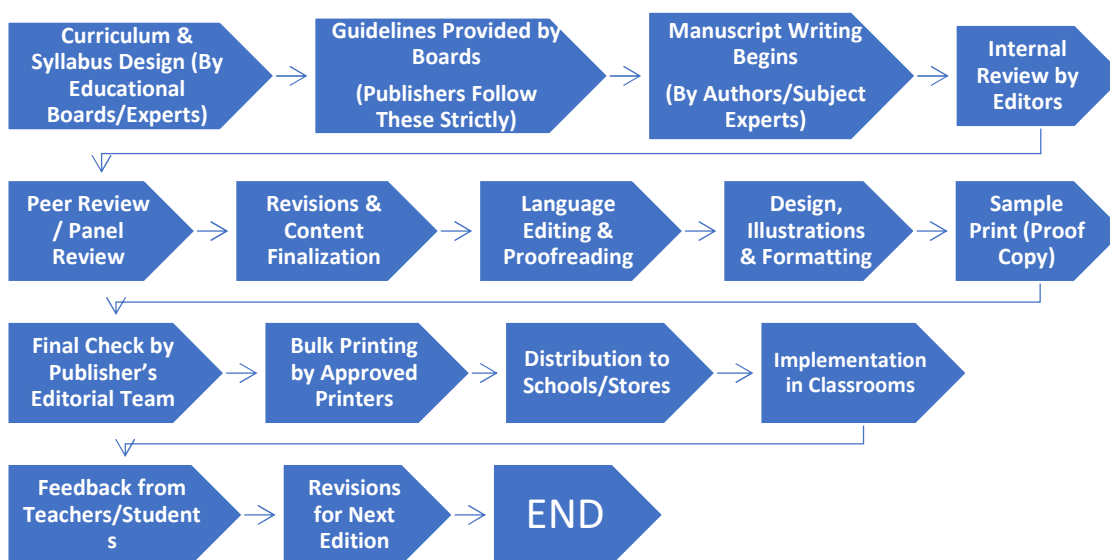 Curriculum &
Syllabus Design (By
Educational
Boards/Experts)
Guidelines Provided by
Boards
(Publishers Follow
These Strictly)
Manuscript Writing
Begins
(By Authors/Subject
Experts)
Internal
Review by
Editors
Peer Review
/ Panel
Review
Revisions &
Content
Finalization
Language
Editing &
Proofreading
Design,
Illustrations
& Formatting
Sample
Print (Proof
Copy)
Final Check by
Publisher’s
Editorial Team
Bulk Printing
by Approved
Printers
Distribution to
Schools/Stores
Implementation
in Classrooms
Feedback from
Teachers/Student
s
Revisions
for Next
Edition
END